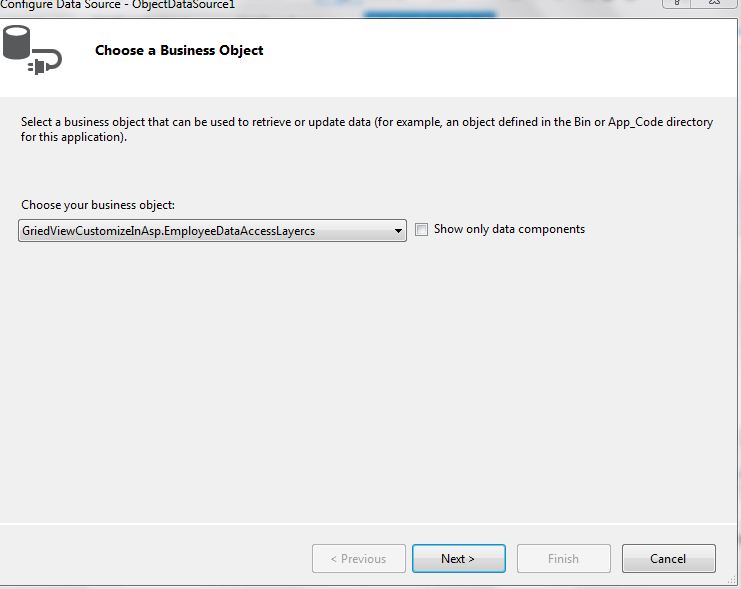 Configure Data Source - ObjectDataSource1
Choose a Business Object
Select a business object that can be used to retrieve or update data (for example, an object defined in the Bin or App_Code directory
for this application).
Choose your business object:
GriedViewCustomizeInAsp.EmployeeDataAccessLayercs
Show only data components
< Previous
Next >
Finish
Cancel